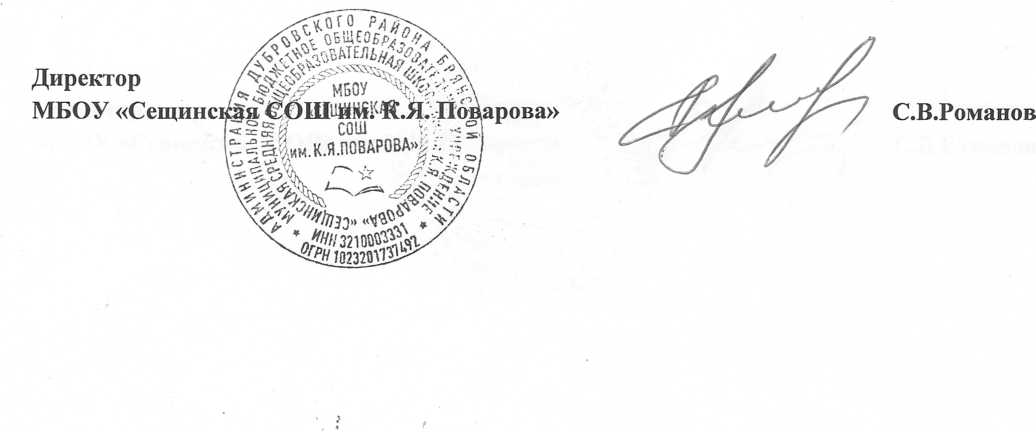 Директор
МБОУ «Сещинская СОШ им. К.Я. Поварова»
С.В.Романов
АДМИНИСТРАЦИЯ ДУБРОВСКОГО РАЙОНА БРЯНСКОЙ ОБЛАСТИ
МУНИЦИПАЛЬНОЕ БЮДЖЕТНОЕ ОБЩЕОБРАЗОВАТЕЛЬНОЕ УЧРЕЖДЕНИЕ
СРЕДНЯЯ ОБЩЕОБРАЗОВАТЕЛЬНАЯ ШКОЛА
К.Я. ПОВАРОВА» «СЕЩИНСКАЯ
МБОУ
«СЕЩИНСКАЯ
СОШ
им. К.Я.ПОВАРОВА»
* ИНН 3210003331 *
ОГРН 1023201737492